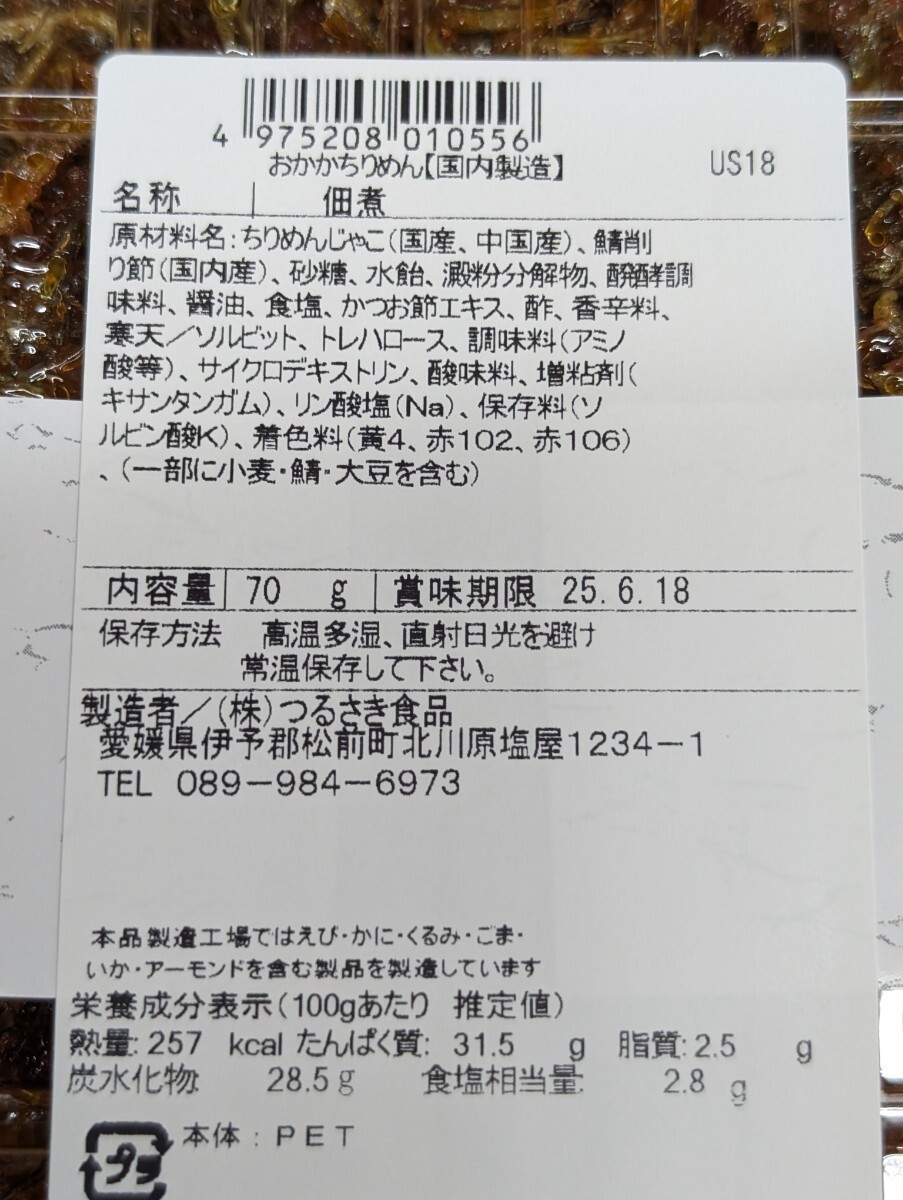 4 975208 010556
おかかちりめん【国内製造】
US18
名称 佃煮
原材料名:ちりめんじゃこ(国産、中国産)、鯖削
り節(国内産)、砂糖、水飴、澱粉分解物、醗酵調
味料、醤油、食塩、かつお節エキス、酢、香辛料、
寒天/ソルビット、トレハロース、調味料(アミノ
酸等)、サイクロデキストリン、酸味料、増粘剤(
キサンタンガム)、リン酸塩(Na)、保存料(ソ
ルビン酸K)、着色料(黄4、赤102、赤106)
、(一部に小麦・鯖・大豆を含む)
内容量 70 g 賞味期限 25.6.18
保存方法 高温多湿、直射日光を避け
常温保存して下さい。
製造者/(株)つるさき食品
愛媛県伊予郡松前町北川原塩屋1234-1
TEL 089-984-6973
本品製造工場ではえび・かに・くるみ・ごま・
いか・アーモンドを含む製品を製造しています
栄養成分表示(100gあたり 推定値)
熱量:257 kcal たんぱく質: 31.5 g 脂質:2.5 g
炭水化物 28.5g 食塩相当量 2.8 g
プラ 本体:PET